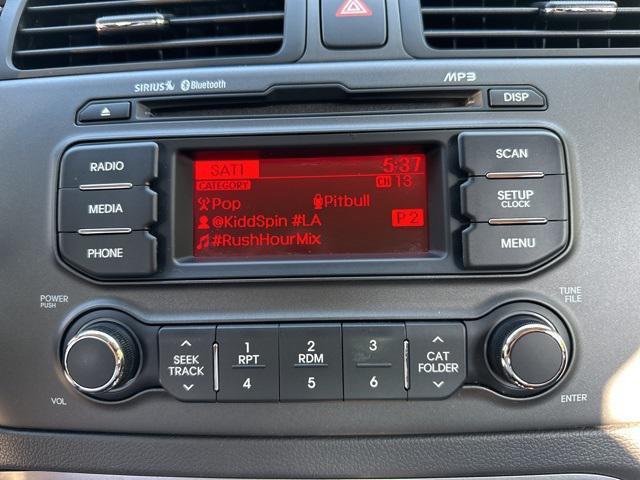 SIRIUS Bluetooth
MP3
DISP
RADIO
MEDIA
PHONE
SAT1
5:37
CATEGORY
CH 13
Pop
Pitbull
@KiddSpin #LA
P2
#RushHourMix
SCAN
SETUP
CLOCK
MENU
POWER
PUSH
VOL
SEEK
TRACK
1
RPT
4
2
RDM
5
3
6
CAT
FOLDER
TUNE
FILE
ENTER